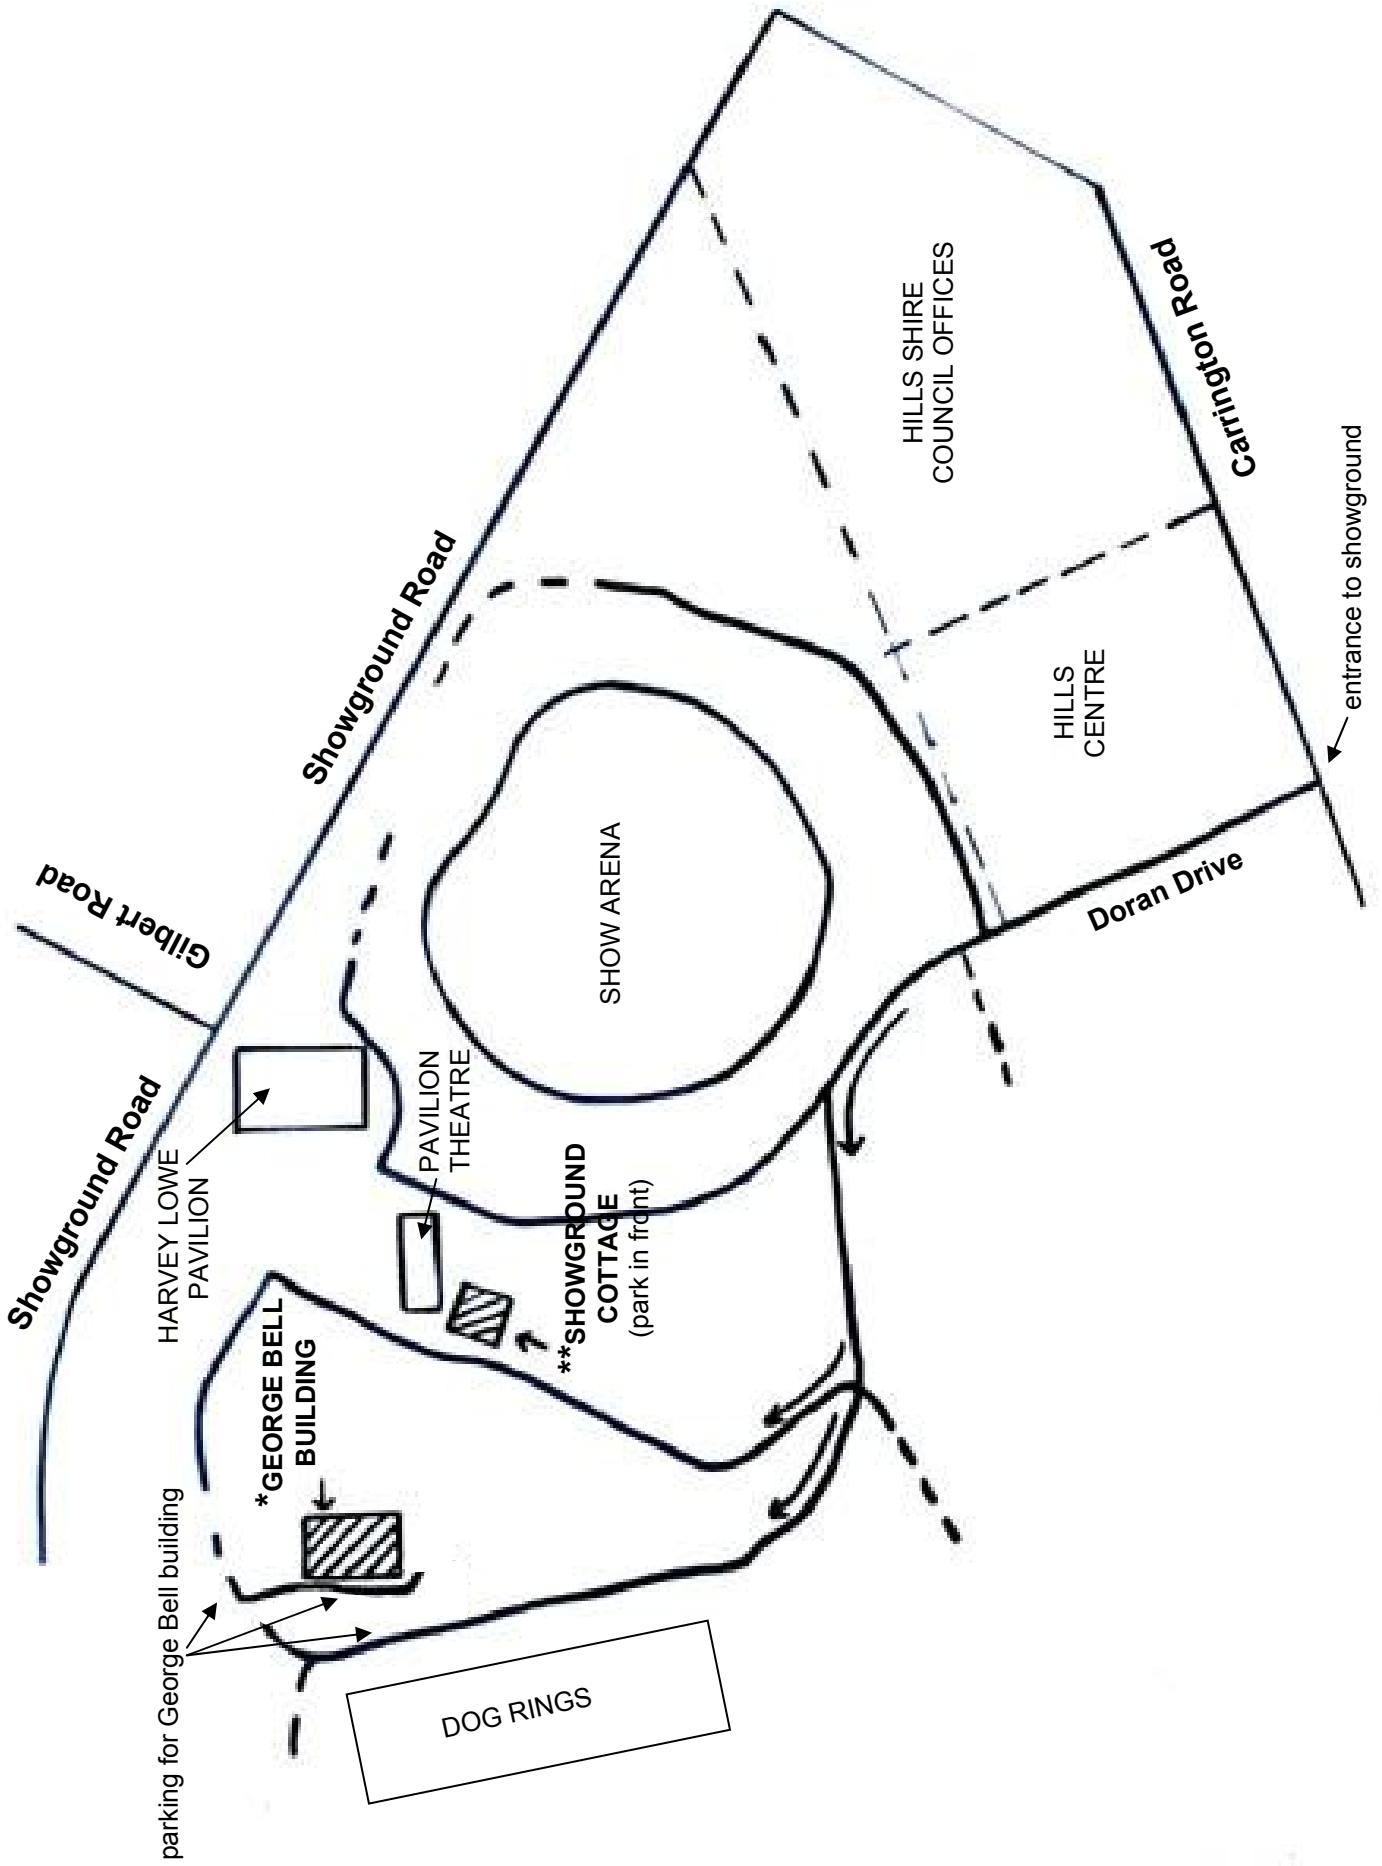 Showground Road
Gilbert Road
Showground Road
HARVEY LOWE
PAVILION
PAVILION
THEATRE
*GEORGE BELL
BUILDING
**SHOWGROUND
COTTAGE
(park in front)
parking for George Bell building
DOG RINGS
SHOW ARENA
HILLS SHIRE
COUNCIL OFFICES
HILLS
CENTRE
Carrington Road
Doran Drive
entrance to showground